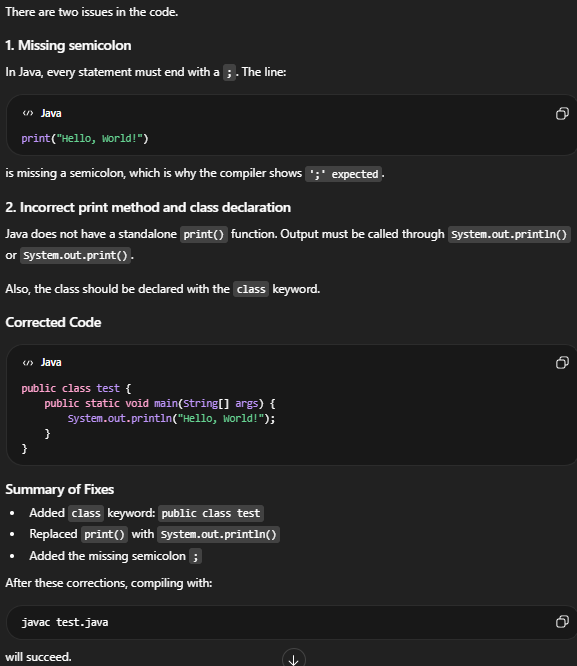 There are two issues in the code.
1. Missing semicolon
In Java, every statement must end with a ; . The line:
</> Java
print("Hello, World!")
is missing a semicolon, which is why the compiler shows ';' expected .
2. Incorrect print method and class declaration
Java does not have a standalone print() function. Output must be called through System.out.println()
or System.out.print() .
Also, the class should be declared with the class keyword.
Corrected Code
</> Java
public class test {
    public static void main(String[] args) {
        System.out.println("Hello, World!");
    }
}
Summary of Fixes
• Added class keyword: public class test
• Replaced print() with System.out.println()
• Added the missing semicolon ;
After these corrections, compiling with:
javac test.java
will succeed.